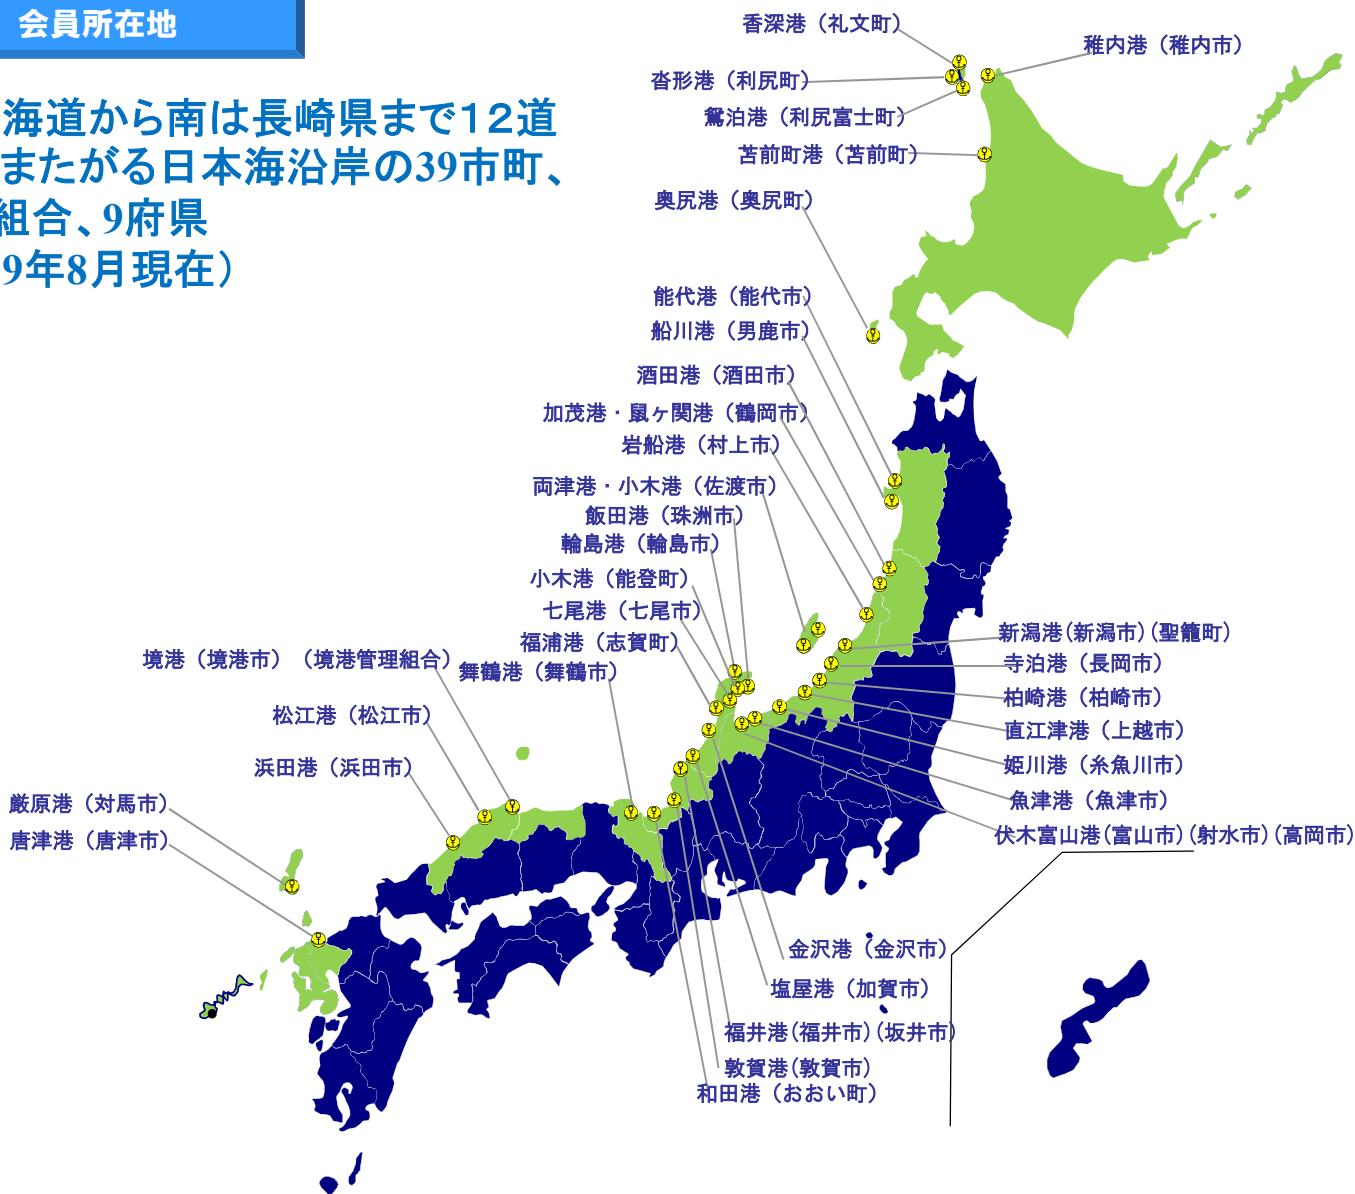 会員所在地
海道から南は長崎県まで１２道
またがる日本海沿岸の39市町、
組合、9府県
9年8月現在）
香深港（礼文町）
稚内港（稚内市）
沓形港（利尻町）
鴛泊港（利尻富士町）
苫前町港（苫前町）
奥尻港（奥尻町）
能代港（能代市）
船川港（男鹿市）
酒田港（酒田市）
加茂港・鼠ヶ関港（鶴岡市）
岩船港（村上市）
両津港・小木港（佐渡市）
飯田港（珠洲市）
輪島港（輪島市）
小木港（能登町）
七尾港（七尾市）
福浦港（志賀町）
境港（境港市）（境港管理組合）
舞鶴港（舞鶴市）
松江港（松江市）
浜田港（浜田市）
厳原港（対馬市）
唐津港（唐津市）
新潟港(新潟市)(聖籠町)
寺泊港（長岡市）
柏崎港（柏崎市）
直江津港（上越市）
姫川港（糸魚川市）
魚津港（魚津市）
伏木富山港(富山市)(射水市)(高岡市)
金沢港（金沢市）
塩屋港（加賀市）
福井港(福井市)(坂井市)
敦賀港(敦賀市)
和田港（おおい町）